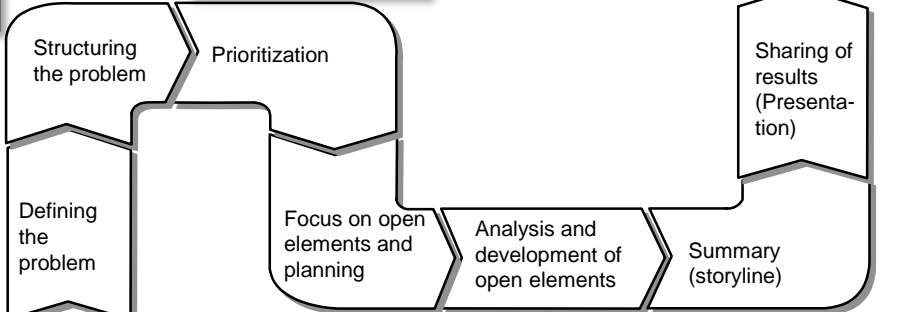 Defining
the
problem
Structuring
the problem
Prioritization
Focus on open
elements and
planning
Analysis and
development of
open elements
Summary
(storyline)
Sharing of
results
(Presenta-
tion)